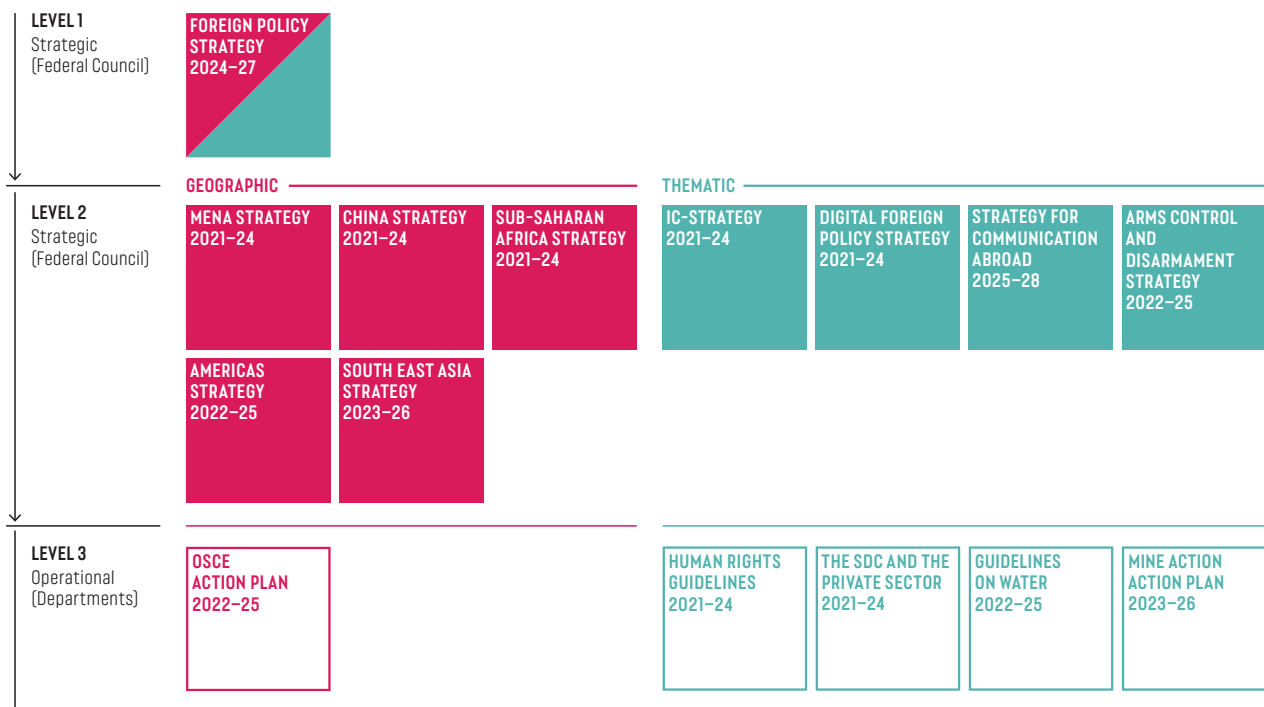 LEVEL 1
Strategic
(Federal Council)
FOREIGN POLICY
STRATEGY
2024–27
GEOGRAPHIC
THEMATIC
LEVEL 2
Strategic
(Federal Council)
MENA STRATEGY
2021–24
CHINA STRATEGY
2021–24
SUB-SAHARAN
AFRICA STRATEGY
2021–24
IC-STRATEGY
2021–24
DIGITAL FOREIGN
POLICY STRATEGY
2021–24
STRATEGY FOR
COMMUNICATION
ABROAD
2025–28
ARMS CONTROL
AND
DISARMAMENT
STRATEGY
2022–25
AMERICAS
STRATEGY
2022–25
SOUTH EAST ASIA
STRATEGY
2023–26
LEVEL 3
Operational
(Departments)
OSCE
ACTION PLAN
2022–25
HUMAN RIGHTS
GUIDELINES
2021–24
THE SDC AND THE
PRIVATE SECTOR
2021–24
GUIDELINES
ON WATER
2022–25
MINE ACTION
ACTION PLAN
2023–26